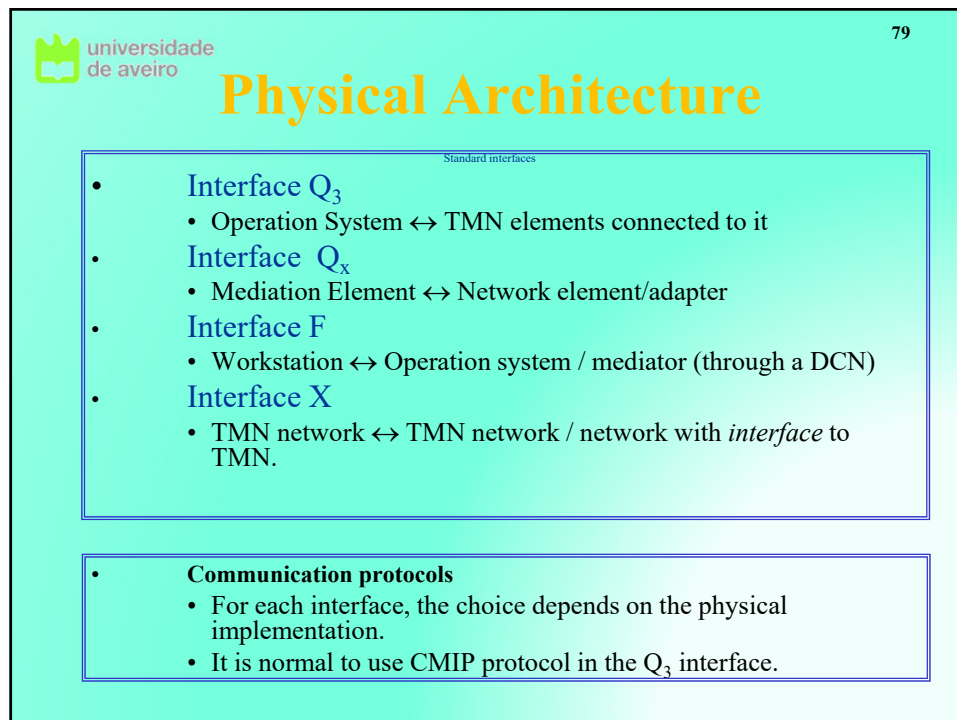 79
universidade
de aveiro
Physical Architecture
Standard interfaces
• Interface Q3
• Operation System ↔ TMN elements connected to it
• Interface Qx
• Mediation Element ↔ Network element/adapter
• Interface F
• Workstation ↔ Operation system / mediator (through a DCN)
• Interface X
• TMN network ↔ TMN network / network with interface to
TMN.
• Communication protocols
• For each interface, the choice depends on the physical
implementation.
• It is normal to use CMIP protocol in the Q3 interface.